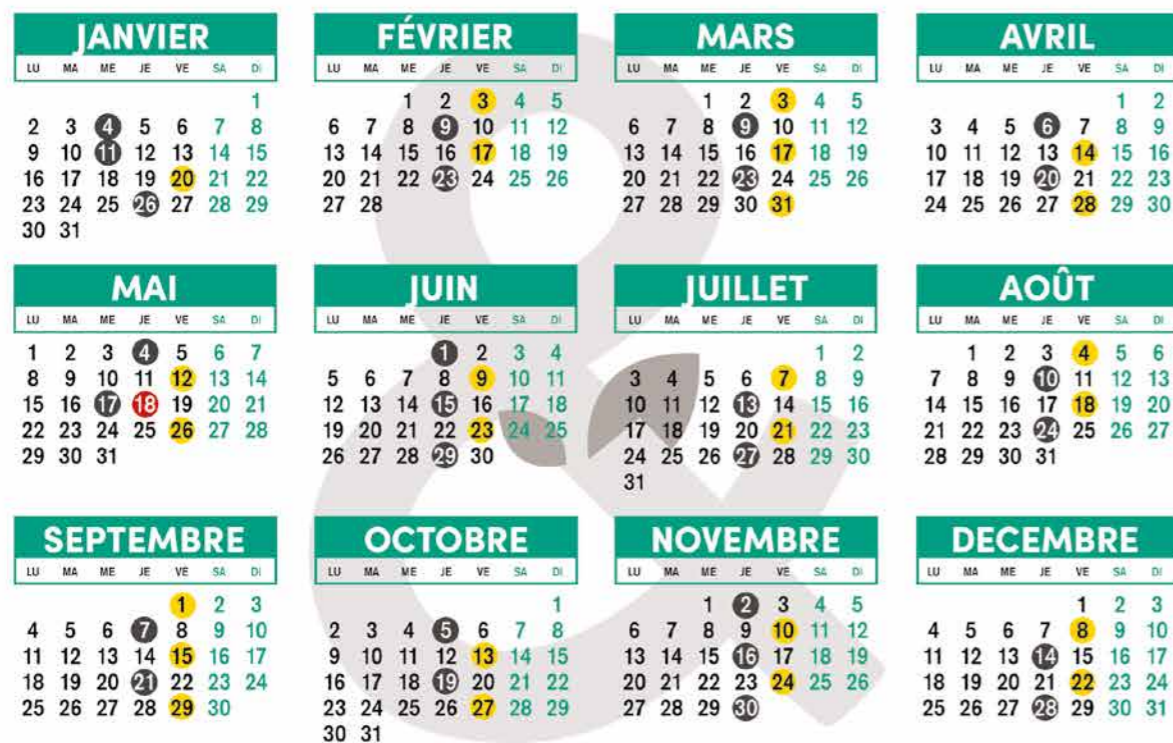 JANVIER
LU MA ME JE VE SA DI
1
2 3 4 5 6 7 8
9 10 11 12 13 14 15
16 17 18 19 20 21 22
23 24 25 26 27 28 29
30 31
FÉVRIER
LU MA ME JE VE SA DI
1 2 3 4 5
6 7 8 9 10 11 12
13 14 15 16 17 18 19
20 21 22 23 24 25 26
27 28
MARS
LU MA ME JE VE SA DI
1 2 3 4 5
6 7 8 9 10 11 12
13 14 15 16 17 18 19
20 21 22 23 24 25 26
27 28 29 30 31
AVRIL
LU MA ME JE VE SA DI
1 2
3 4 5 6 7 8 9
10 11 12 13 14 15 16
17 18 19 20 21 22 23
24 25 26 27 28 29 30
MAI
LU MA ME JE VE SA DI
1 2 3 4 5 6 7
8 9 10 11 12 13 14
15 16 17 18 19 20 21
22 23 24 25 26 27 28
29 30 31
JUIN
LU MA ME JE VE SA DI
1 2 3 4
5 6 7 8 9 10 11
12 13 14 15 16 17 18
19 20 21 22 23 24 25
26 27 28 29 30
JUILLET
LU MA ME JE VE SA DI
1 2
3 4 5 6 7 8 9
10 11 12 13 14 15 16
17 18 19 20 21 22 23
24 25 26 27 28 29 30
31
AOÛT
LU MA ME JE VE SA DI
1 2 3 4 5 6
7 8 9 10 11 12 13
14 15 16 17 18 19 20
21 22 23 24 25 26 27
28 29 30 31
SEPTEMBRE
LU MA ME JE VE SA DI
1 2 3
4 5 6 7 8 9 10
11 12 13 14 15 16 17
18 19 20 21 22 23 24
25 26 27 28 29 30
OCTOBRE
LU MA ME JE VE SA DI
1
2 3 4 5 6 7 8
9 10 11 12 13 14 15
16 17 18 19 20 21 22
23 24 25 26 27 28 29
30 31
NOVEMBRE
LU MA ME JE VE SA DI
1 2 3 4 5
6 7 8 9 10 11 12
13 14 15 16 17 18 19
20 21 22 23 24 25 26
27 28 29 30
DECEMBRE
LU MA ME JE VE SA DI
1 2 3
4 5 6 7 8 9 10
11 12 13 14 15 16 17
18 19 20 21 22 23 24
25 26 27 28 29 30 31